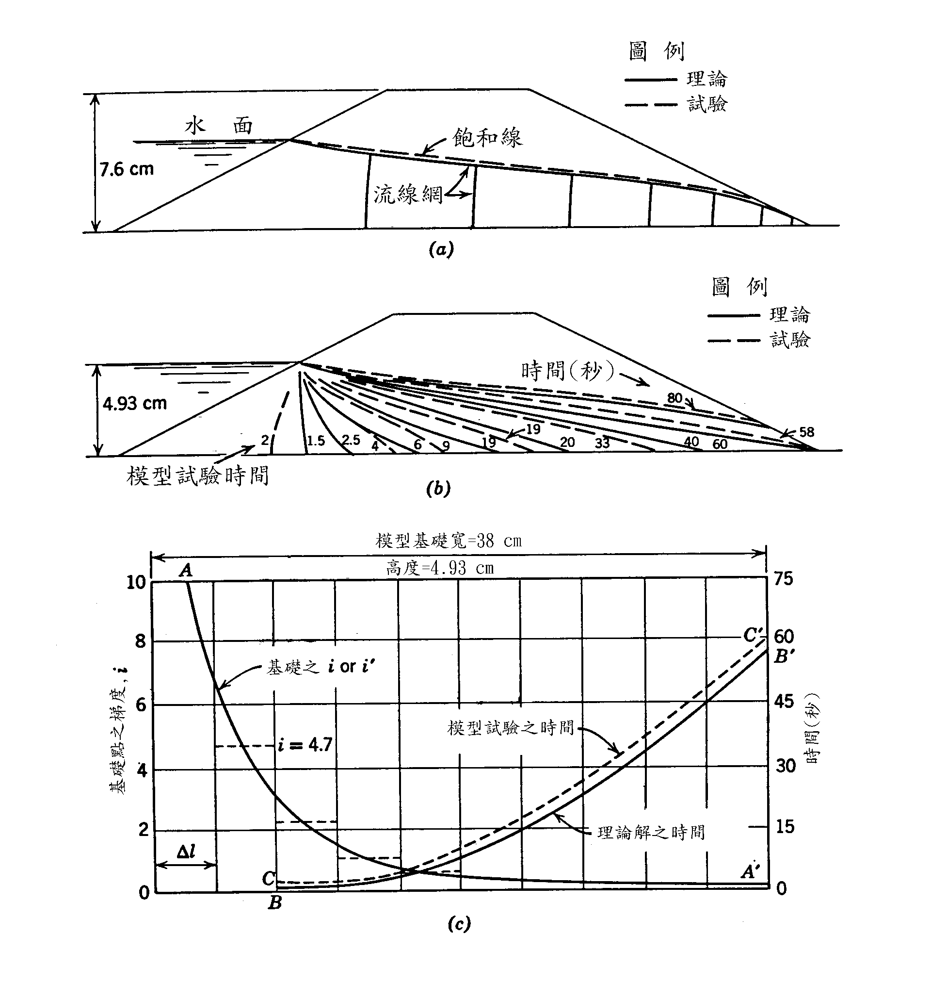 圖 例
理論
試驗
水 面
飽和線
7.6 cm
流線網
(a)
圖 例
理論
試驗
時間(秒)
80
4.93 cm
58
19
2
1.5
2.5
4
6
9
19
20
33
40
60
模型試驗時間
(b)
模型基礎寬=38 cm
高度=4.93 cm
A
10
75
8
C′
60
B′
基礎之 i or i′
6
45
模型試驗之時間
i = 4.7
基礎點之梯度, i
時間(秒)
4
30
2
15
理論解之時間
Δl
A′
C
0
0
B
(c)